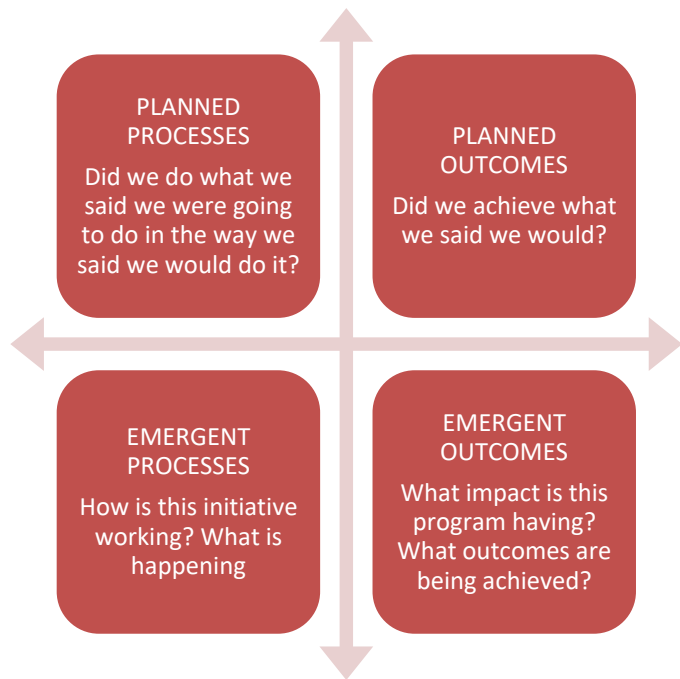 PLANNED
PROCESSES
Did we do what we
said we were going
to do in the way we
said we would do it?
PLANNED
OUTCOMES
Did we achieve what
we said we would?
EMERGENT
PROCESSES
How is this initiative
working? What is
happening
EMERGENT
OUTCOMES
What impact is this
program having?
What outcomes are
being achieved?